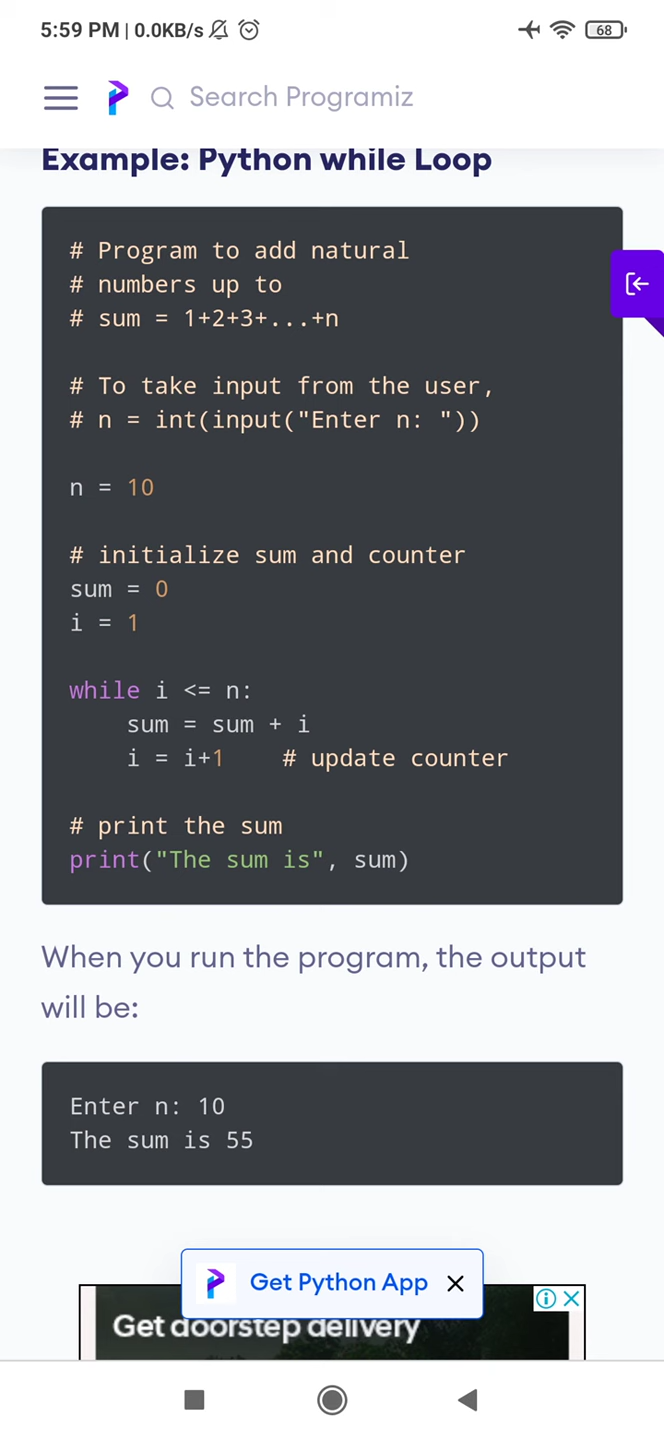 5:59 PM | 0.0KB/s
68
Search Programiz
Example: Python while Loop
# Program to add natural
# numbers up to
# sum = 1+2+3+...+n
# To take input from the user,
# n = int(input("Enter n: "))
n = 10
# initialize sum and counter
sum = 0
i = 1
while i <= n:
    sum = sum + i
    i = i+1    # update counter
# print the sum
print("The sum is", sum)
When you run the program, the output
will be:
Enter n: 10
The sum is 55
Get Python App
Get doorstep delivery